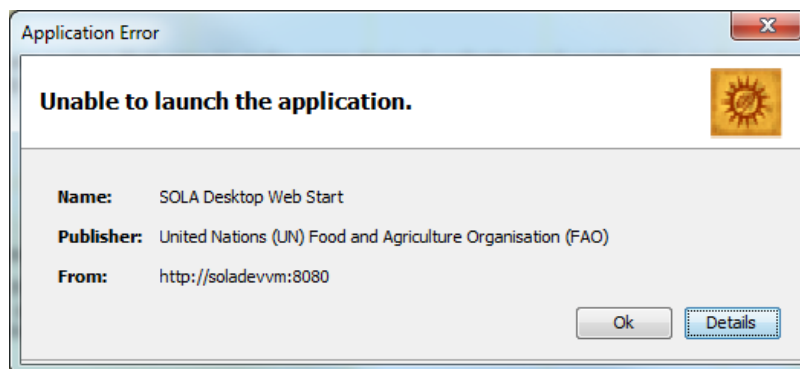 Application Error
Unable to launch the application.
Name: SOLA Desktop Web Start
Publisher: United Nations (UN) Food and Agriculture Organisation (FAO)
From: http://soladevvm:8080
Ok Details